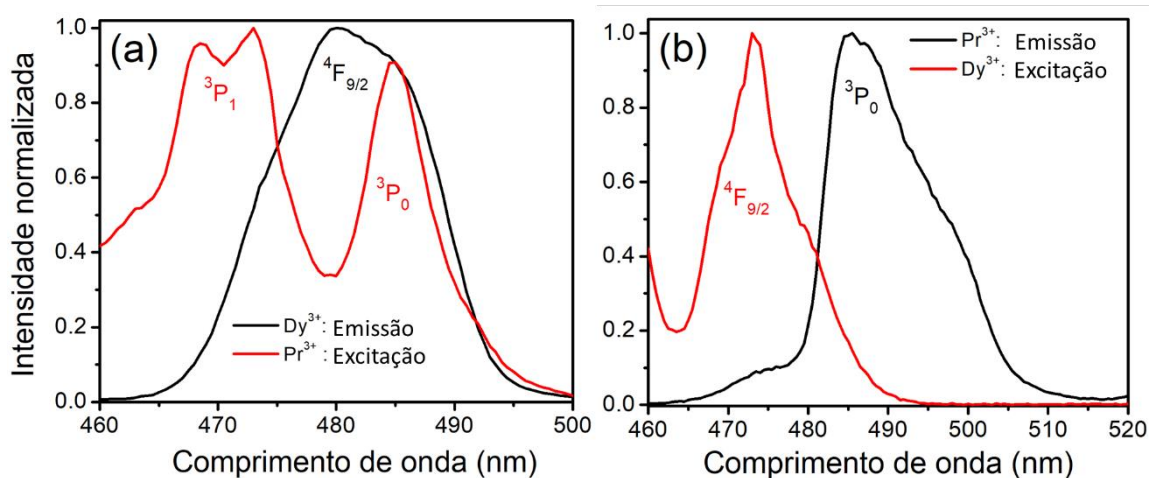 Intensidade normalizada
(a)
³P₁
⁴F₉/₂
³P₀
Dy³⁺: Emissão
Pr³⁺ : Excitação
0.0
0.2
0.4
0.6
0.8
1.0
460 470 480 490 500
Comprimento de onda (nm)
(b)
Pr³⁺: Emissão
Dy³⁺: Excitação
³P₀
⁴F₉/₂
0.0
0.2
0.4
0.6
0.8
1.0
460 470 480 490 500 510 520
Comprimento de onda (nm)